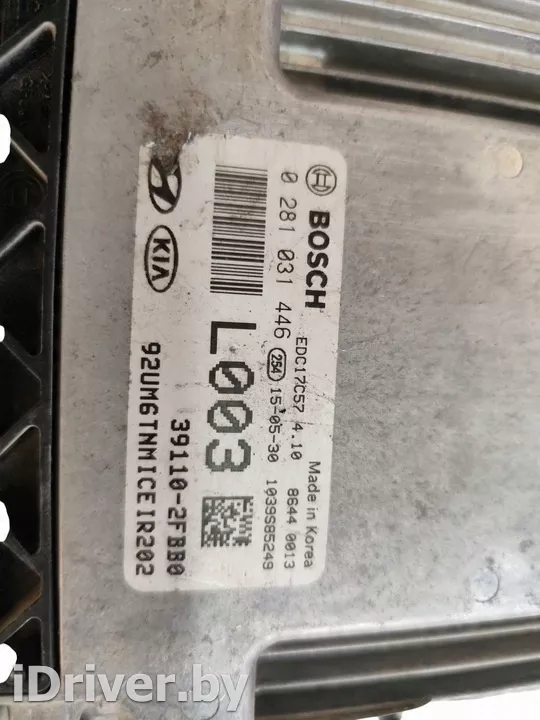 BOSCH
EDC17C57 4.10
Made in Korea
0 281 031 446 254 15-05-30
8644 0013
1039S85249
L003
39110-2FBB0
KIA
92UM6TNMICEIR202
iDriver.by